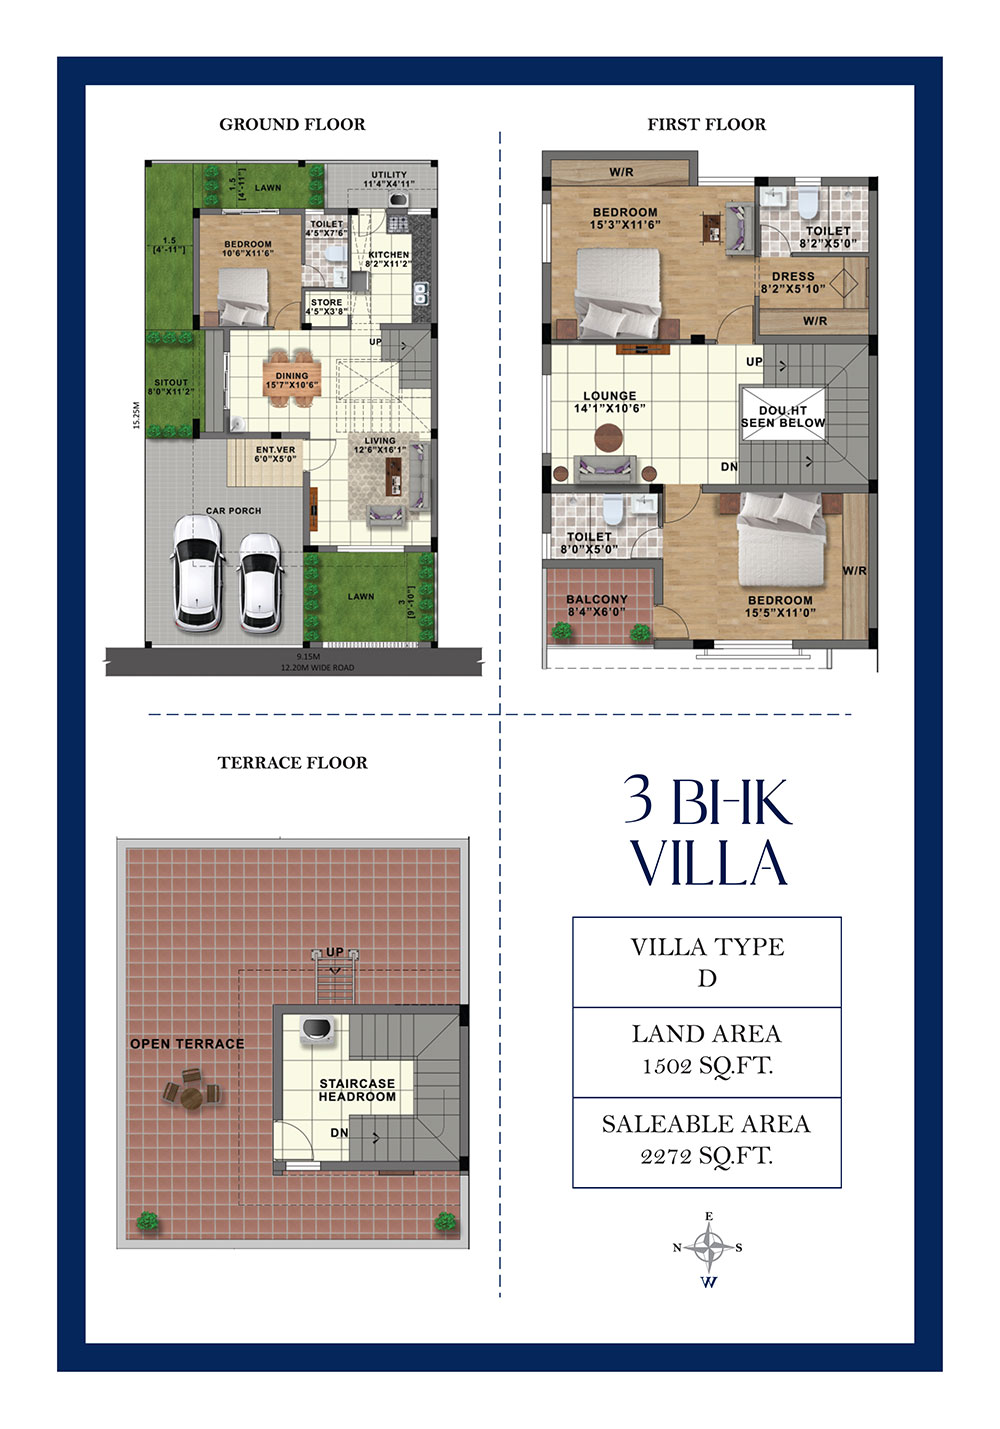 GROUND FLOOR
UTILITY
11'4"X4'11"
1.5
[4'-11"]
LAWN
1.5
[4'-11"]
TOILET
4'5"X7'6"
BEDROOM
10'6"X11'6"
KITCHEN
8'2"X11'2"
STORE
4'5"X3'8"
UP
SITOUT
8'0"X11'2"
DINING
15'7"X10'6"
15.25M
ENT.VER
6'0"X5'0"
LIVING
12'6"X16'1"
CAR PORCH
LAWN
3
[9'-10"]
9.15M
12.20M WIDE ROAD
FIRST FLOOR
W/R
BEDROOM
15'3"X11'6"
TOILET
8'2"X5'0"
DRESS
8'2"X5'10"
W/R
UP
LOUNGE
14'1"X10'6"
DOU.HT
SEEN BELOW
DN
TOILET
8'0"X5'0"
W/R
BALCONY
8'4"X6'0"
BEDROOM
15'5"X11'0"
TERRACE FLOOR
UP
OPEN TERRACE
STAIRCASE
HEADROOM
DN
3 BHK
VILLA
VILLA TYPE
D
LAND AREA
1502 SQ.FT.
SALEABLE AREA
2272 SQ.FT.
E
N S
W